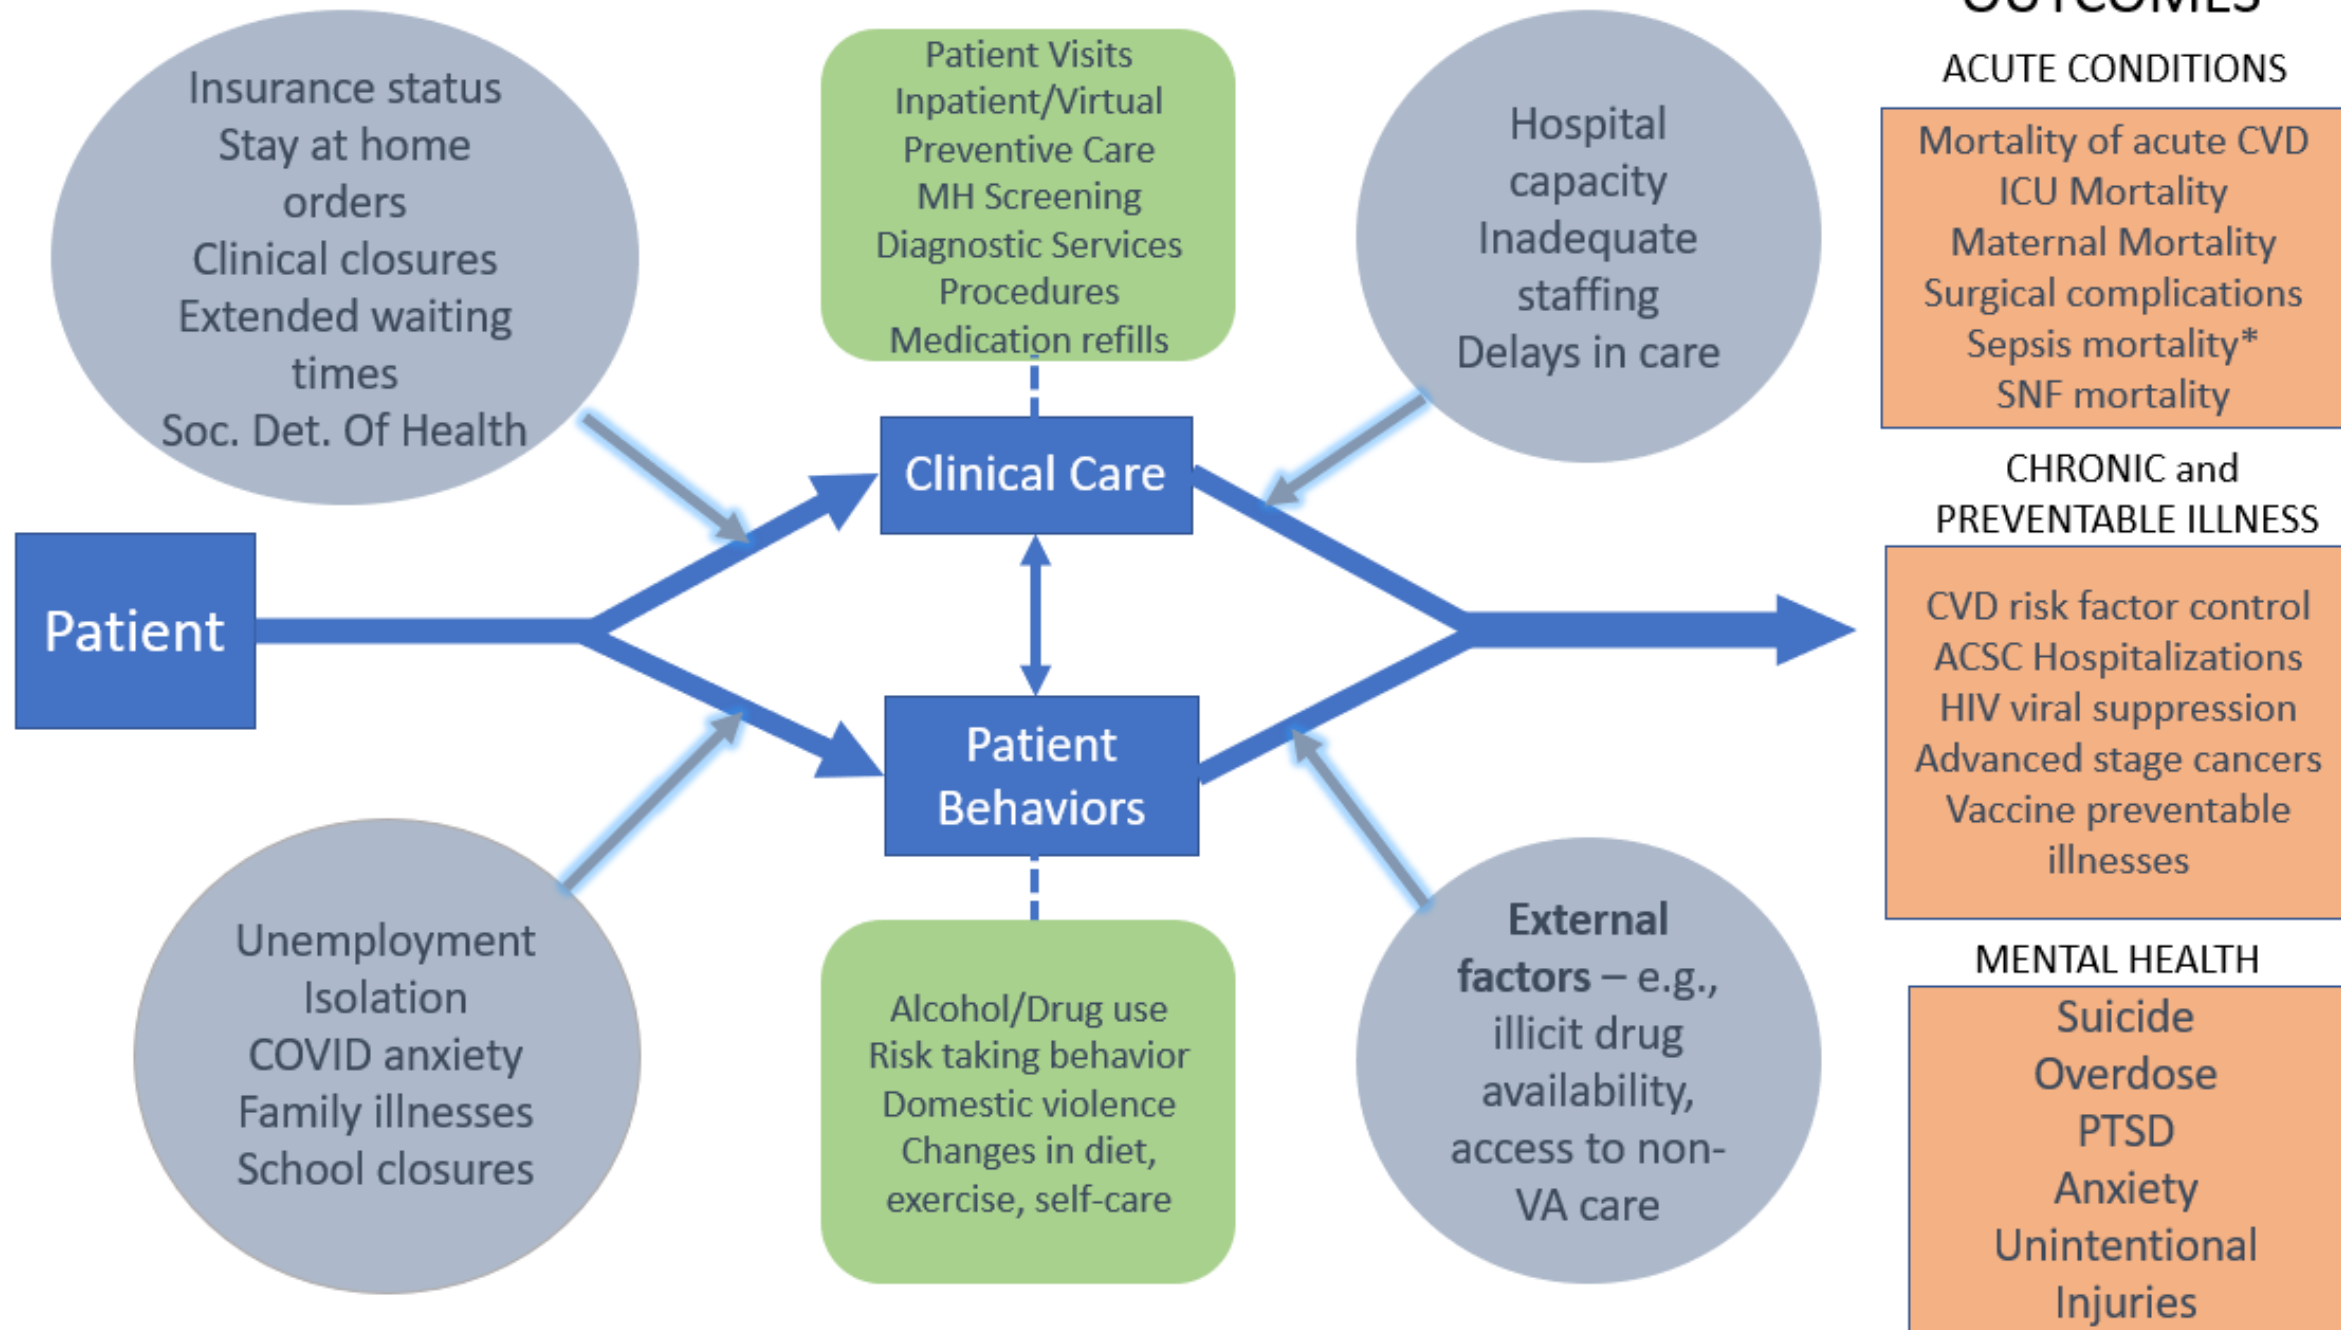 Insurance status
Stay at home
orders
Clinical closures
Extended waiting
times
Soc. Det. Of Health
Patient Visits
Inpatient/Virtual
Preventive Care
MH Screening
Diagnostic Services
Procedures
Medication refills
Hospital
capacity
Inadequate
staffing
Delays in care
Clinical Care
Patient
Patient
Behaviors
Unemployment
Isolation
COVID anxiety
Family illnesses
School closures
Alcohol/Drug use
Risk taking behavior
Domestic violence
Changes in diet,
exercise, self-care
External
factors – e.g.,
illicit drug
availability,
access to non-
VA care
OUTCOMES
ACUTE CONDITIONS
Mortality of acute CVD
ICU Mortality
Maternal Mortality
Surgical complications
Sepsis mortality*
SNF mortality
CHRONIC and
PREVENTABLE ILLNESS
CVD risk factor control
ACSC Hospitalizations
HIV viral suppression
Advanced stage cancers
Vaccine preventable
illnesses
MENTAL HEALTH
Suicide
Overdose
PTSD
Anxiety
Unintentional
Injuries